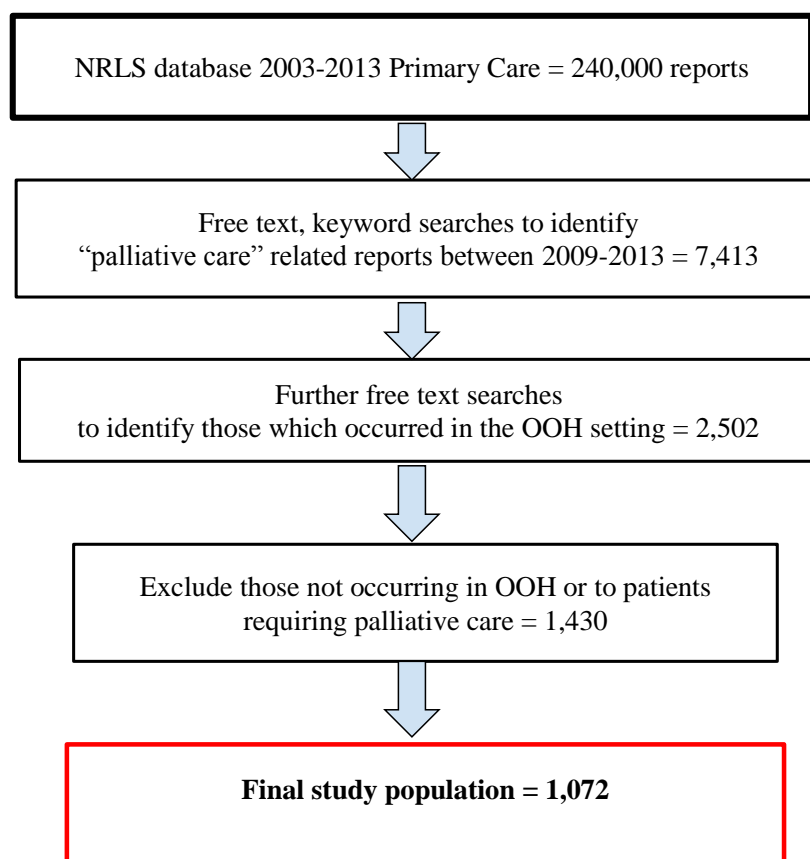 NRLS database 2003-2013 Primary Care = 240,000 reports
Free text, keyword searches to identify
“palliative care” related reports between 2009-2013 = 7,413
Further free text searches
to identify those which occurred in the OOH setting = 2,502
Exclude those not occurring in OOH or to patients
requiring palliative care = 1,430
Final study population = 1,072